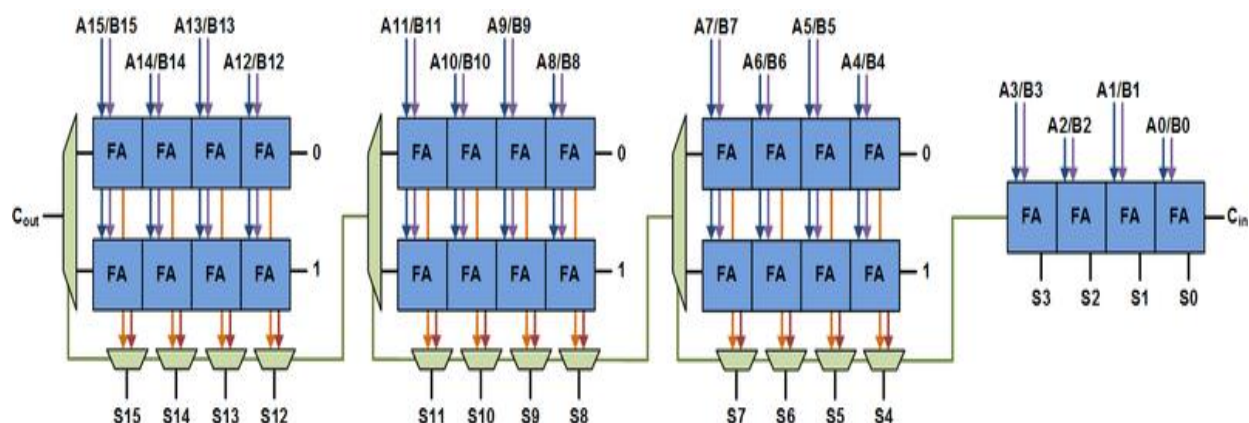 A15/B15 A13/B13 A11/B11 A9/B9 A7/B7 A5/B5
A14/B14 A12/B12 A10/B10 A8/B8 A6/B6 A4/B4
A3/B3 A1/B1
A2/B2 A0/B0
FA FA FA FA 0 FA FA FA FA 0 FA FA FA FA 0
Cout FA FA FA FA Cin
FA FA FA FA 1 FA FA FA FA 1 FA FA FA FA 1
S3 S2 S1 S0
S15 S14 S13 S12 S11 S10 S9 S8 S7 S6 S5 S4